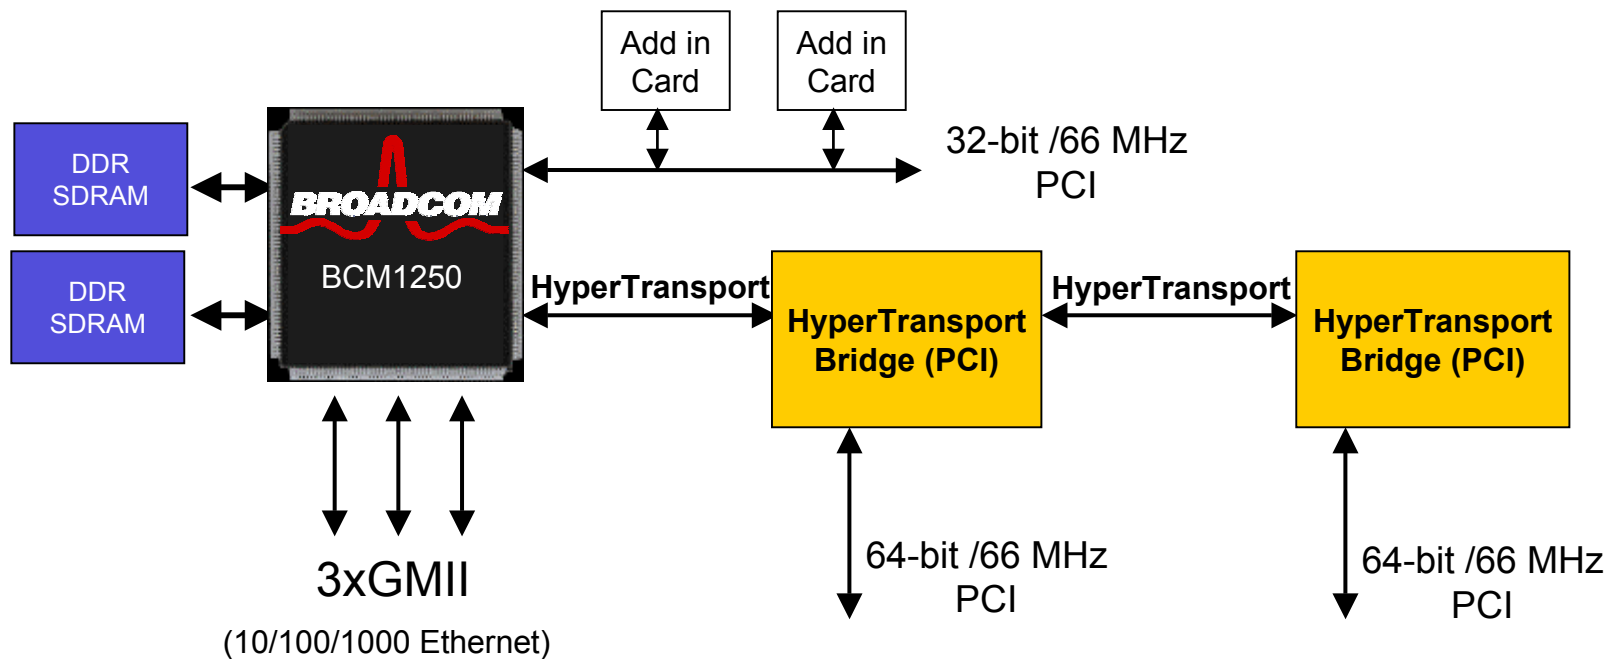 Add in
Card
Add in
Card
32-bit /66 MHz
PCI
DDR
SDRAM
BROADCOM
BCM1250
DDR
SDRAM
HyperTransport
HyperTransport
Bridge (PCI)
HyperTransport
HyperTransport
Bridge (PCI)
64-bit /66 MHz
PCI
64-bit /66 MHz
PCI
3xGMII
(10/100/1000 Ethernet)